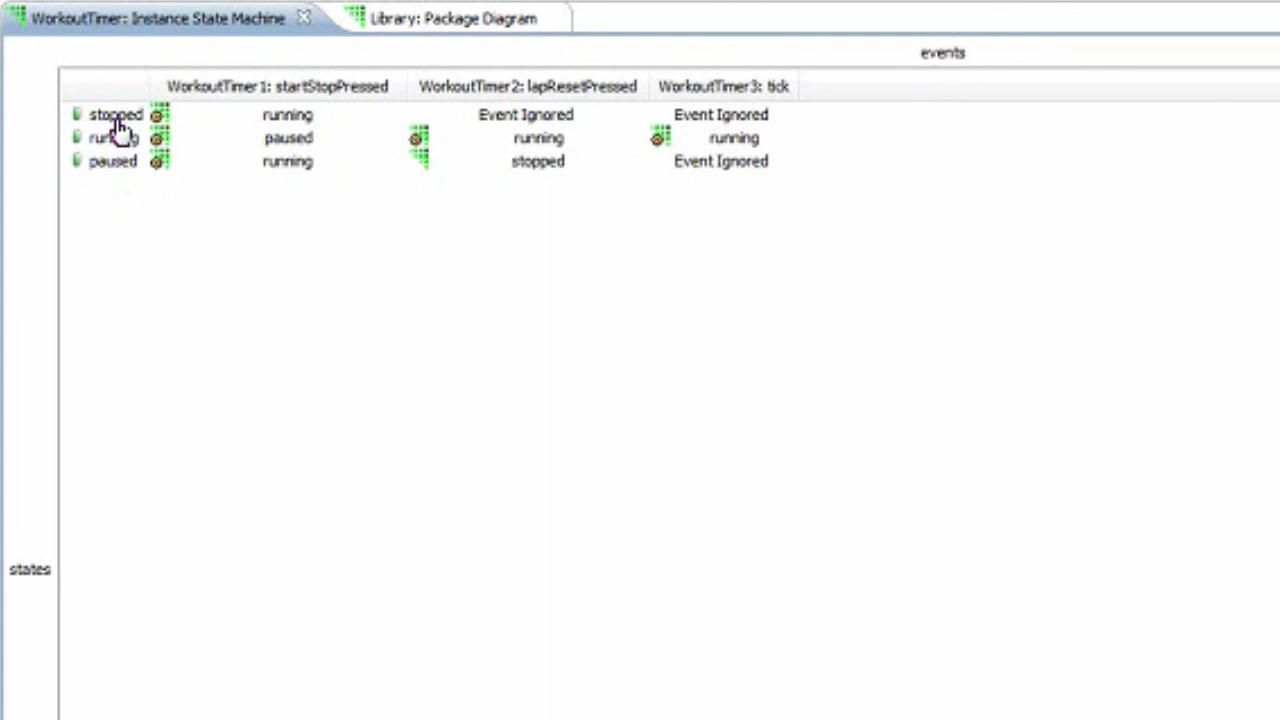 WorkoutTimer: Instance State Machine Library: Package Diagram
events
WorkoutTimer1: startStopPressed WorkoutTimer2: lapResetPressed WorkoutTimer3: tick
stopped running Event Ignored Event Ignored
paused running running
paused running stopped Event Ignored
states